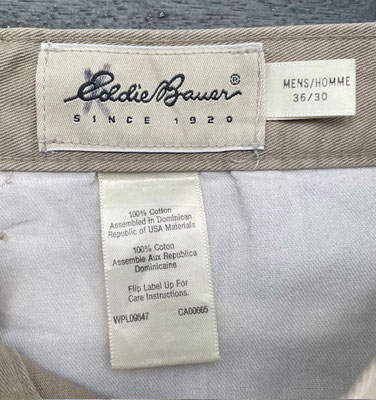 Eddie Bauer®
SINCE 1920
MENS/HOMME
36/30
100% Cotton
Assembled In Dominican
Republic of USA Materials
100% Coton
Assemble Aux Republica
Dominicaine
Flip Label Up For
Care Instructions.
WPL09647 CA00665